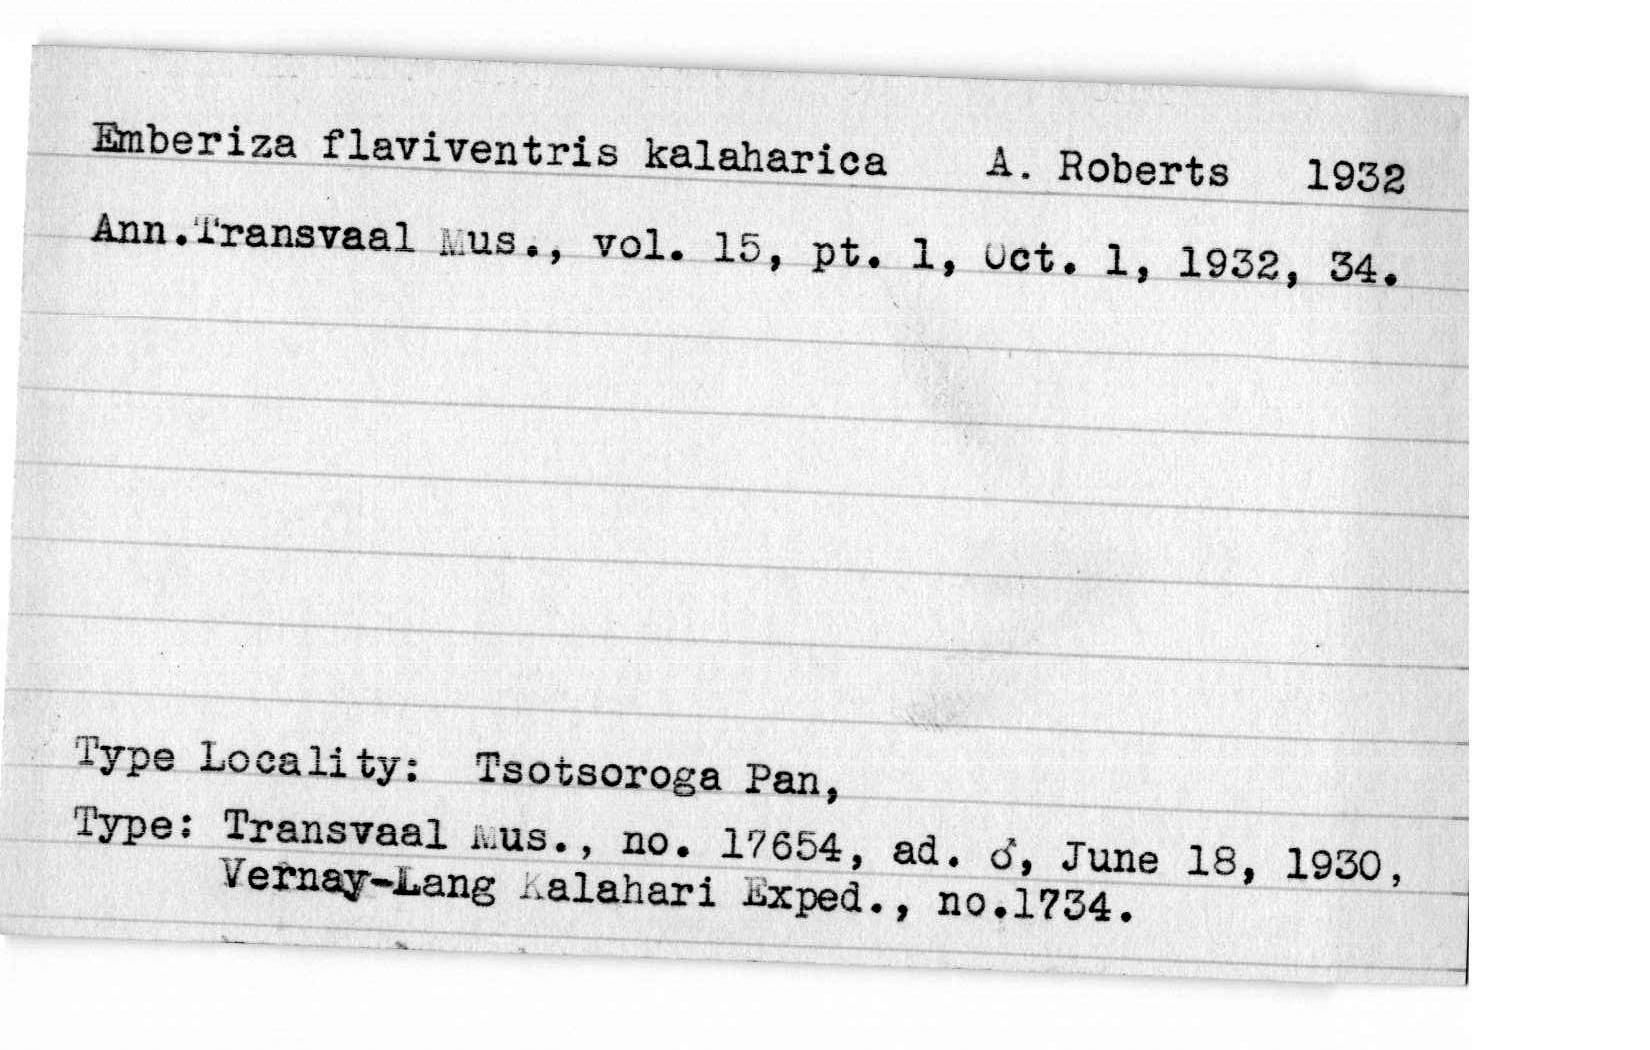 Emberiza flaviventris kalaharica A. Roberts 1932
Ann.Transvaal Mus., vol. 15, pt. 1, Oct. 1, 1932, 34.
Type Locality: Tsotsoroga Pan,
Type: Transvaal Mus., no. 17654, ad. ♂, June 18, 1930,
Vernay-Lang Kalahari Exped., no.1734.